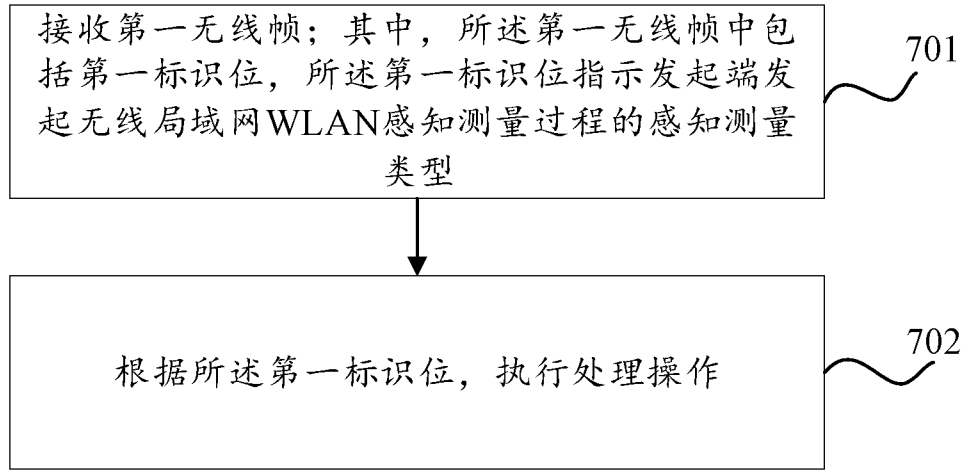 接收第一无线帧；其中，所述第一无线帧中包
括第一标识位，所述第一标识位指示发起端发
起无线局域网WLAN感知测量过程的感知测量
类型
701
根据所述第一标识位，执行处理操作
702